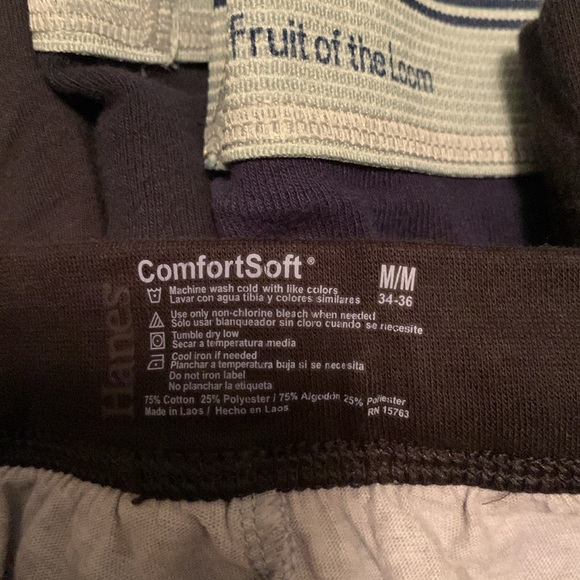 Fruit of the Loom
Hanes
ComfortSoft®
M/M
34-36
Machine wash cold with like colors
Lavar con agua tibia y colores similares
Use only non-chlorine bleach when needed
Sólo usar blanqueador sin cloro cuando se necesite
Tumble dry low
Secar a temperatura media
Cool iron if needed
Planchar a temperatura baja si se necesita
Do not iron label
No planchar la etiqueta
75% Cotton 25% Polyester / 75% Algodón 25% Poliester
Made in Laos / Hecho en Laos
RN 15763